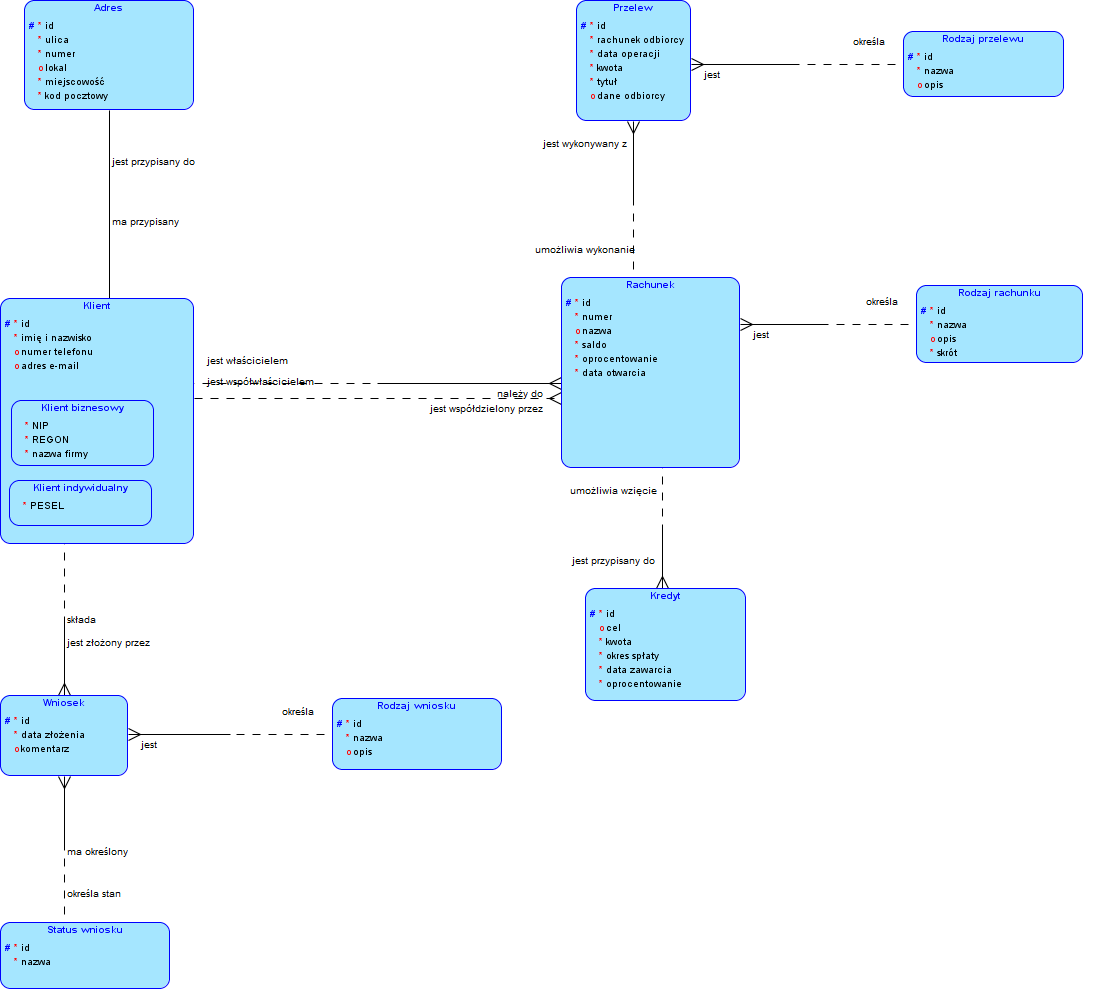 Adres
# * id
* ulica
* numer
o lokal
* miejscowość
* kod pocztowy
jest przypisany do
ma przypisany
Przelew
# * id
* rachunek odbiorcy
* data operacji
* kwota
* tytuł
o dane odbiorcy
jest
określa
Rodzaj przelewu
# * id
* nazwa
o opis
jest wykonywany z
umożliwia wykonanie
Klient
# * id
* imię i nazwisko
o numer telefonu
o adres e-mail
Klient biznesowy
* NIP
* REGON
* nazwa firmy
Klient indywidualny
* PESEL
jest właścicielem
jest współwłaścicielem
należy do
jest współdzielony przez
Rachunek
# * id
* numer
o nazwa
* saldo
* oprocentowanie
* data otwarcia
jest
określa
Rodzaj rachunku
# * id
* nazwa
o opis
* skrót
umożliwia wzięcie
jest przypisany do
Kredyt
# * id
o cel
* kwota
* okres spłaty
* data zawarcia
* oprocentowanie
składa
jest złożony przez
Wniosek
# * id
* data złożenia
o komentarz
jest
określa
Rodzaj wniosku
# * id
* nazwa
o opis
ma określony
określa stan
Status wniosku
# * id
* nazwa